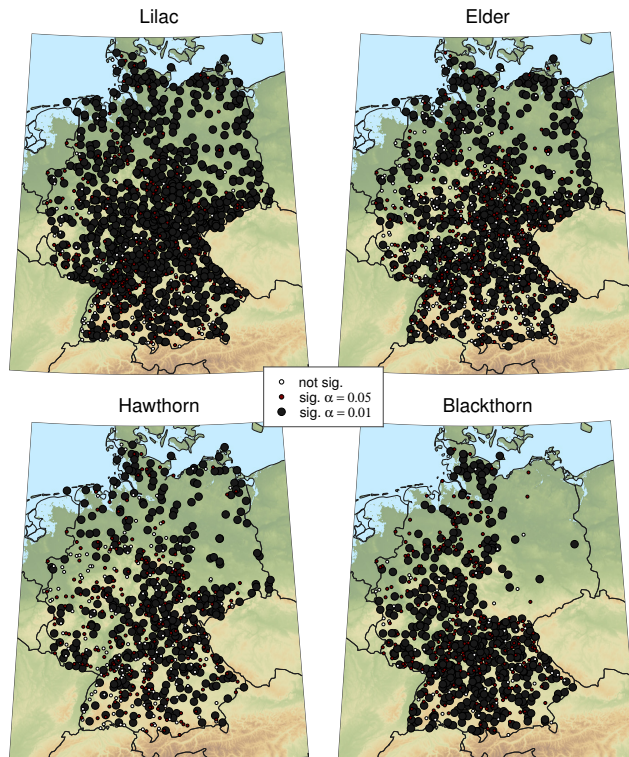 Lilac
Elder
not sig.
sig. α = 0.05
sig. α = 0.01
Hawthorn
Blackthorn